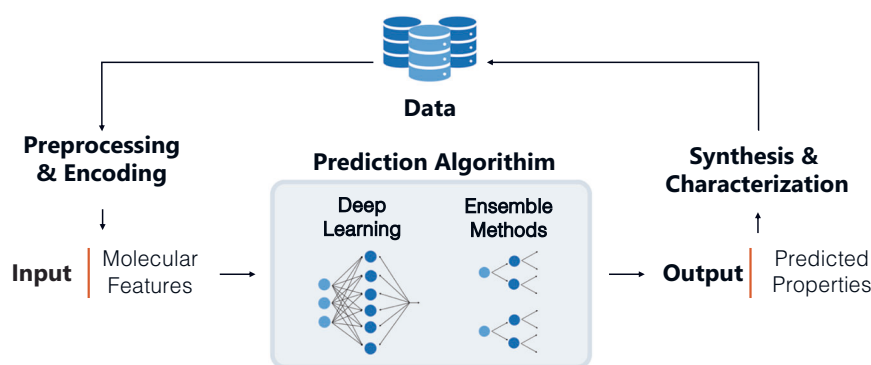 Data
Preprocessing
& Encoding
Prediction Algorithim
Synthesis &
Characterization
Deep
Learning
Ensemble
Methods
Input
Molecular
Features
Output
Predicted
Properties